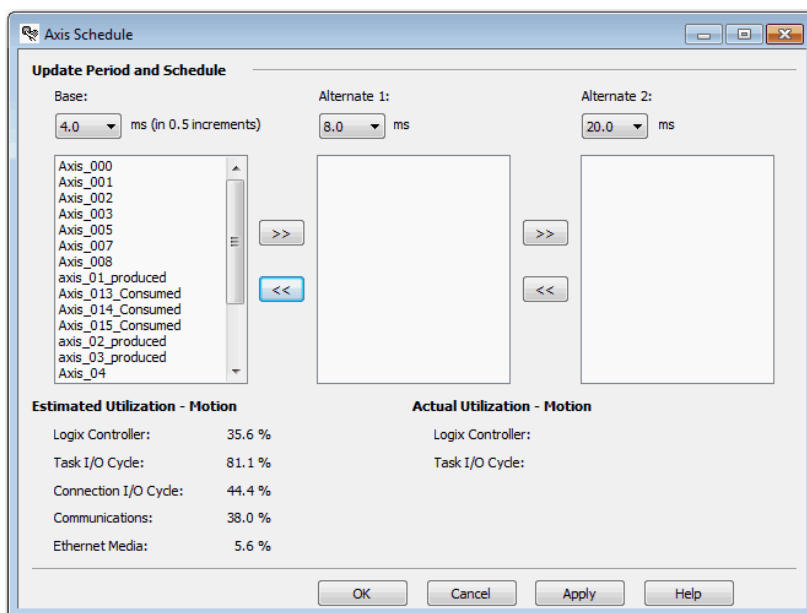 Axis Schedule
Update Period and Schedule
Base:
4.0
ms (in 0.5 increments)
Alternate 1:
8.0
ms
Alternate 2:
20.0
ms
Axis_000
Axis_001
Axis_002
Axis_003
Axis_005
Axis_007
Axis_008
axis_01_produced
Axis_013_Consumed
Axis_014_Consumed
Axis_015_Consumed
axis_02_produced
axis_03_produced
Axis_04
>>
<<
>>
<<
Estimated Utilization - Motion
Logix Controller: 35.6 %
Task I/O Cycle: 81.1 %
Connection I/O Cycle: 44.4 %
Communications: 38.0 %
Ethernet Media: 5.6 %
Actual Utilization - Motion
Logix Controller:
Task I/O Cycle:
OK
Cancel
Apply
Help